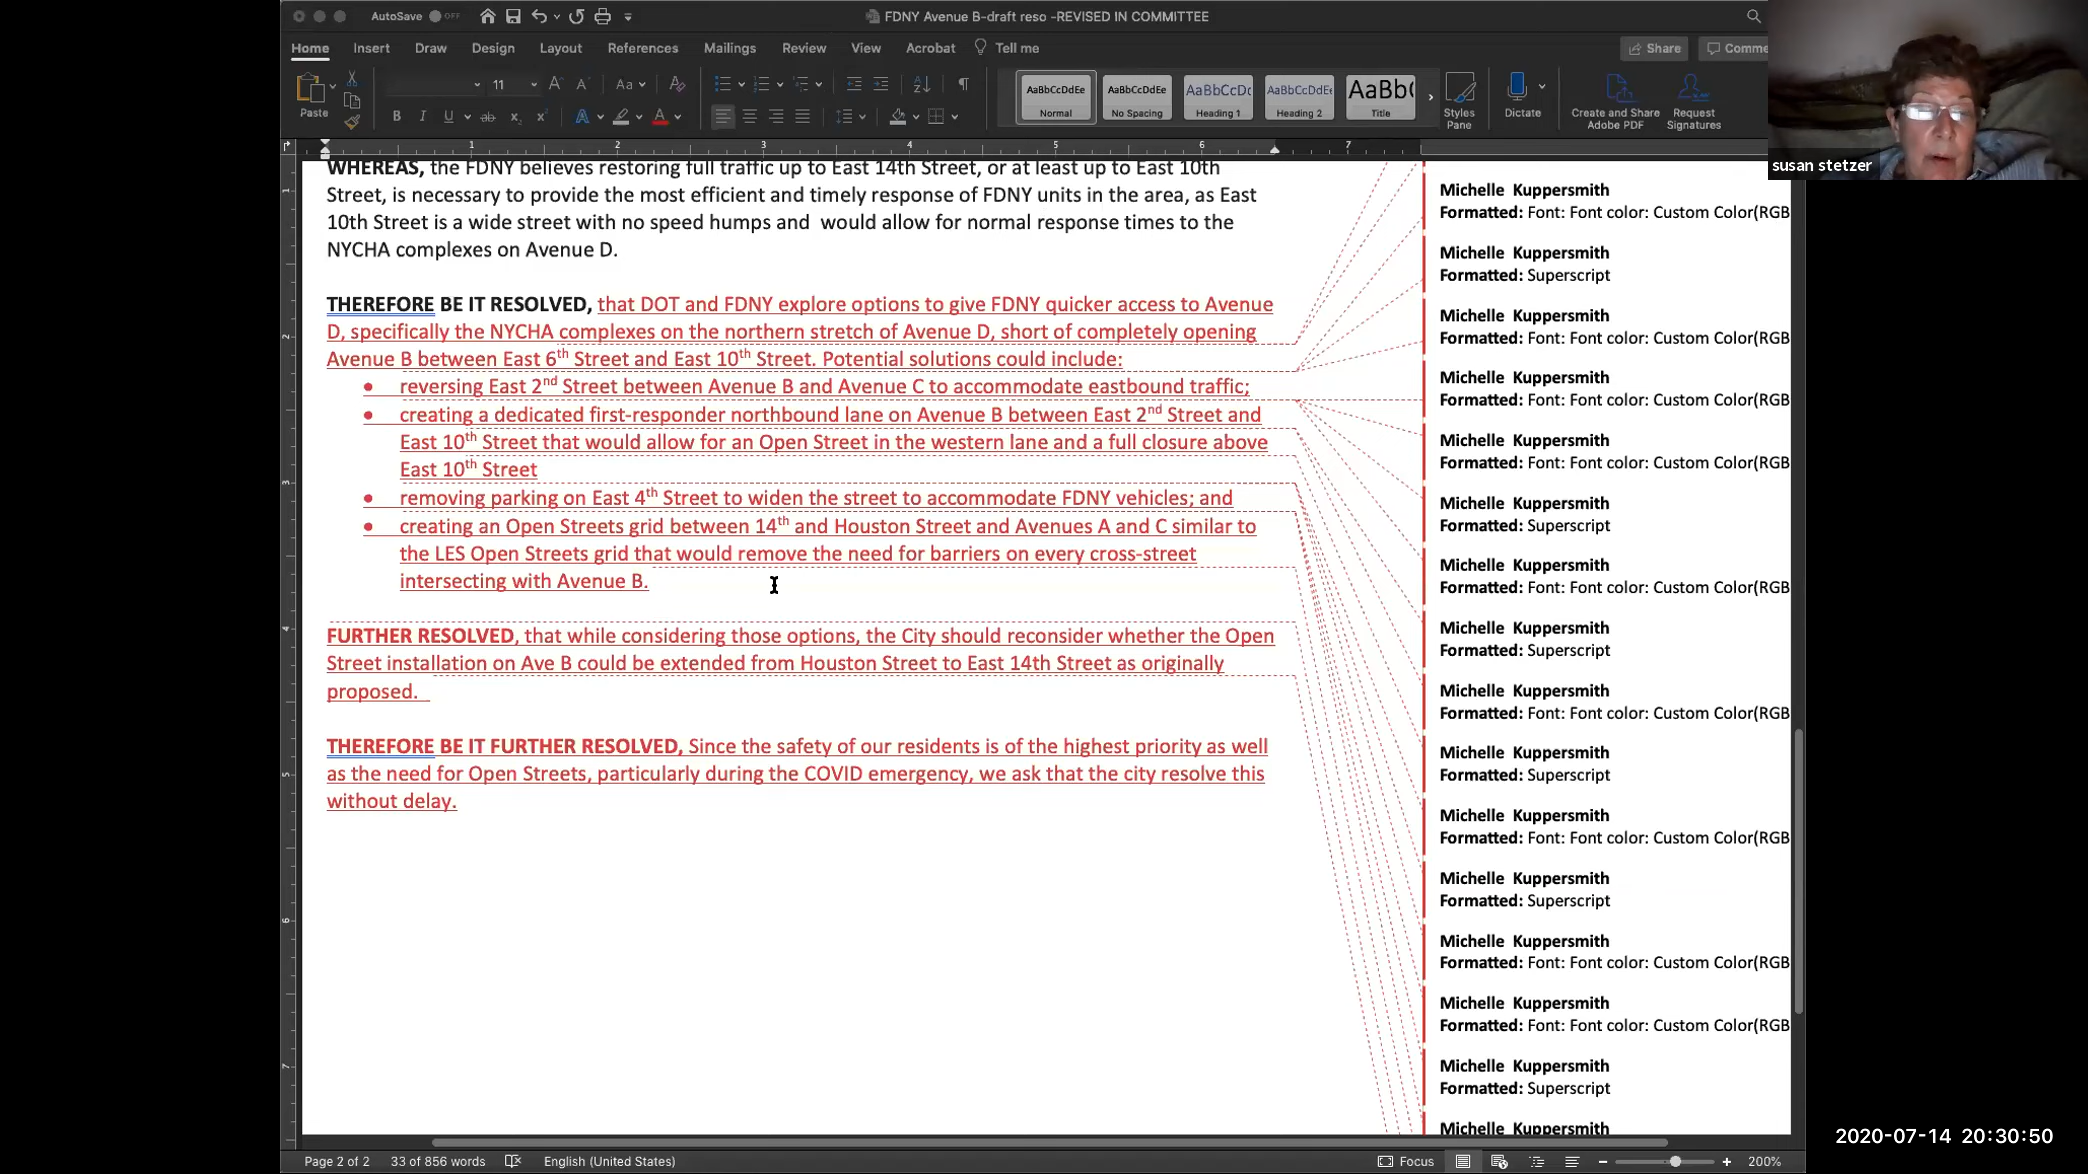 AutoSave OFF
FDNY Avenue B-draft reso -REVISED IN COMMITTEE
Home Insert Draw Design Layout References Mailings Review View Acrobat Tell me Share Comme
Paste
11
Aa
AaBbCcDdEe
Normal
AaBbCcDdEe
No Spacing
AaBbCcDc
Heading 1
AaBbCcDdEe
Heading 2
AaBb(
Title
Styles
Pane
Dictate
Create and Share
Adobe PDF
Request
Signatures
susan stetzer
1 2 3 4 5 6 7
WHEREAS, the FDNY believes restoring full traffic up to East 14th Street, or at least up to East 10th
Street, is necessary to provide the most efficient and timely response of FDNY units in the area, as East
10th Street is a wide street with no speed humps and  would allow for normal response times to the
NYCHA complexes on Avenue D.
THEREFORE BE IT RESOLVED, that DOT and FDNY explore options to give FDNY quicker access to Avenue
D, specifically the NYCHA complexes on the northern stretch of Avenue D, short of completely opening
Avenue B between East 6th Street and East 10th Street. Potential solutions could include:
• reversing East 2nd Street between Avenue B and Avenue C to accommodate eastbound traffic;
• creating a dedicated first-responder northbound lane on Avenue B between East 2nd Street and
East 10th Street that would allow for an Open Street in the western lane and a full closure above
East 10th Street
• removing parking on East 4th Street to widen the street to accommodate FDNY vehicles; and
• creating an Open Streets grid between 14th and Houston Street and Avenues A and C similar to
the LES Open Streets grid that would remove the need for barriers on every cross-street
intersecting with Avenue B.
FURTHER RESOLVED, that while considering those options, the City should reconsider whether the Open
Street installation on Ave B could be extended from Houston Street to East 14th Street as originally
proposed.
THEREFORE BE IT FURTHER RESOLVED, Since the safety of our residents is of the highest priority as well
as the need for Open Streets, particularly during the COVID emergency, we ask that the city resolve this
without delay.
Michelle Kuppersmith
Formatted: Font: Font color: Custom Color(RGB
Michelle Kuppersmith
Formatted: Superscript
Michelle Kuppersmith
Formatted: Font: Font color: Custom Color(RGB
Michelle Kuppersmith
Formatted: Font: Font color: Custom Color(RGB
Michelle Kuppersmith
Formatted: Font: Font color: Custom Color(RGB
Michelle Kuppersmith
Formatted: Superscript
Michelle Kuppersmith
Formatted: Font: Font color: Custom Color(RGB
Michelle Kuppersmith
Formatted: Superscript
Michelle Kuppersmith
Formatted: Font: Font color: Custom Color(RGB
Michelle Kuppersmith
Formatted: Superscript
Michelle Kuppersmith
Formatted: Font: Font color: Custom Color(RGB
Michelle Kuppersmith
Formatted: Superscript
Michelle Kuppersmith
Formatted: Font: Font color: Custom Color(RGB
Michelle Kuppersmith
Formatted: Font: Font color: Custom Color(RGB
Michelle Kuppersmith
Formatted: Superscript
Michelle Kuppersmith
1
2
3
4
5
6
7
Page 2 of 2 33 of 856 words English (United States) Focus 200%
2020-07-14 20:30:50